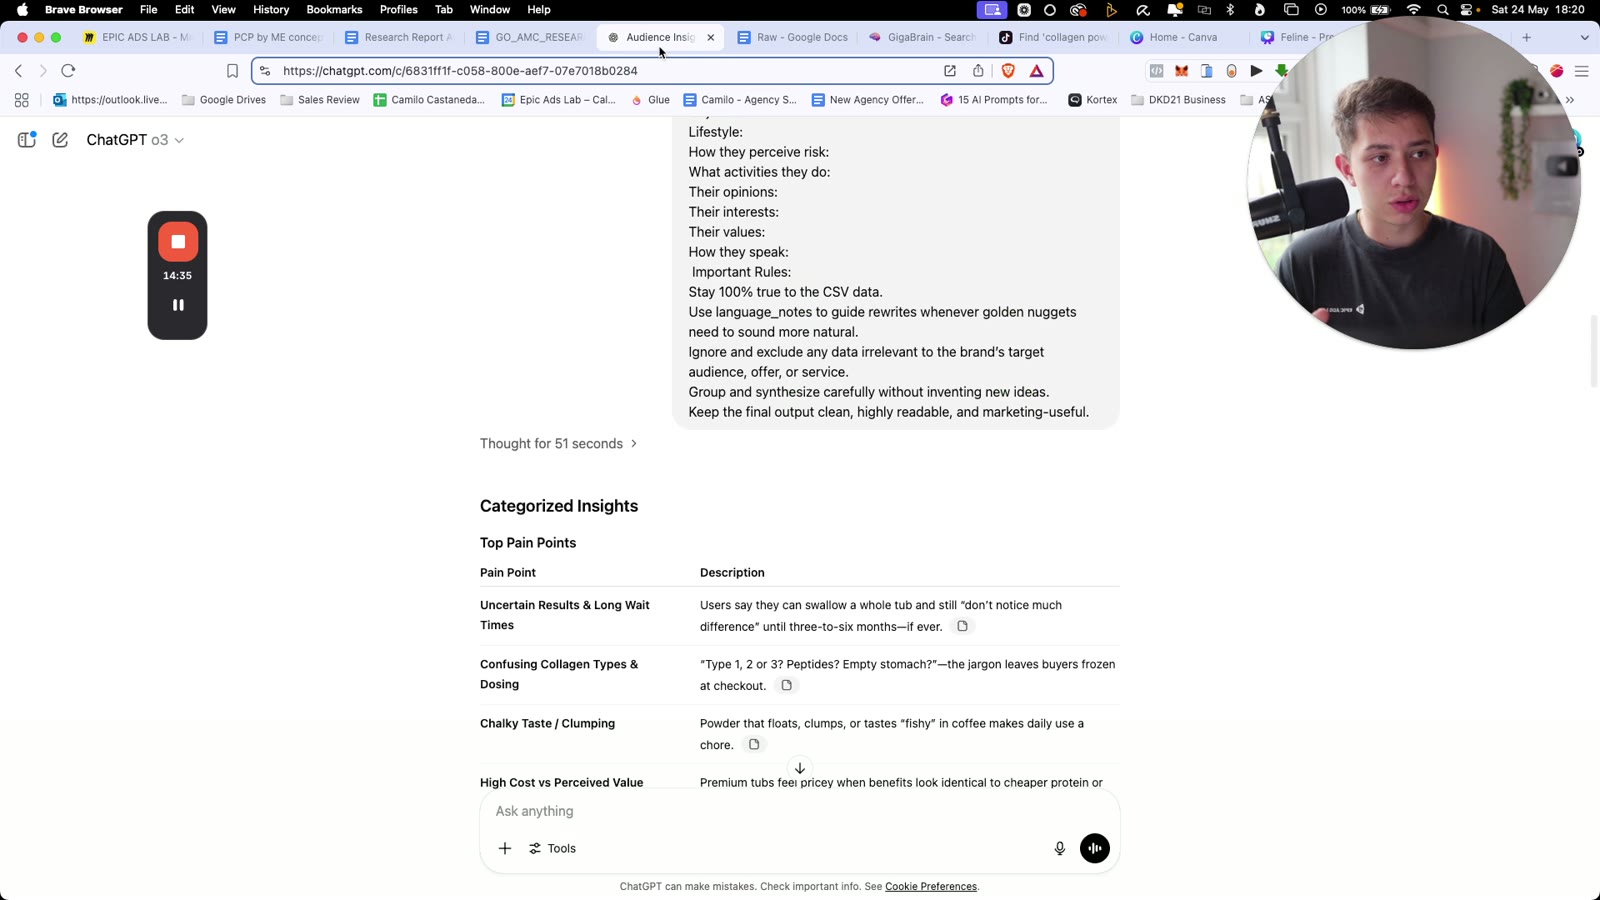 Brave Browser File Edit View History Bookmarks Profiles Tab Window Help 100% Sat 24 May 18:20
EPIC ADS LAB - M PCP by ME concep Research Report A GO_AMC_RESEAR Audience Insig Raw - Google Docs GigaBrain - Search Find 'collagen pow Home - Canva Feline - Pr
https://chatgpt.com/c/6831ff1f-c058-800e-aef7-07e7018b0284
https://outlook.live... Google Drives Sales Review Camilo Castaneda... Epic Ads Lab – Cal... Glue Camilo - Agency S... New Agency Offer... 15 AI Prompts for... Kortex DKD21 Business AS
ChatGPT o3
Lifestyle:
How they perceive risk:
What activities they do:
Their opinions:
Their interests:
Their values:
How they speak:
Important Rules:
Stay 100% true to the CSV data.
Use language_notes to guide rewrites whenever golden nuggets
need to sound more natural.
Ignore and exclude any data irrelevant to the brand’s target
audience, offer, or service.
Group and synthesize carefully without inventing new ideas.
Keep the final output clean, highly readable, and marketing-useful.
14:35
Thought for 51 seconds
Categorized Insights
Top Pain Points
Pain Point Description
Uncertain Results & Long Wait
Times
Users say they can swallow a whole tub and still “don’t notice much
difference” until three-to-six months—if ever.
Confusing Collagen Types &
Dosing
“Type 1, 2 or 3? Peptides? Empty stomach?”—the jargon leaves buyers frozen
at checkout.
Chalky Taste / Clumping
Powder that floats, clumps, or tastes “fishy” in coffee makes daily use a
chore.
High Cost vs Perceived Value
Premium tubs feel pricey when benefits look identical to cheaper protein or
Ask anything
Tools
ChatGPT can make mistakes. Check important info. See Cookie Preferences.